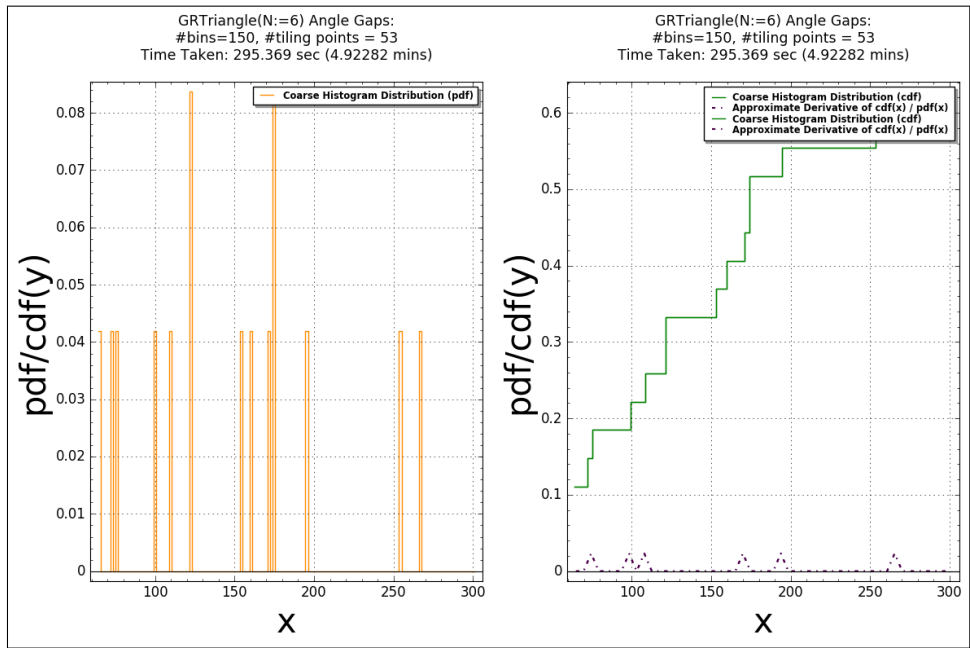 GRTriangle(N:=6) Angle Gaps:
#bins=150, #tiling points = 53
Time Taken: 295.369 sec (4.92282 mins)
Coarse Histogram Distribution (pdf)
0.08
0.07
0.06
0.05
0.04
0.03
0.02
0.01
0
pdf/cdf(y)
100
150
200
250
300
x
GRTriangle(N:=6) Angle Gaps:
#bins=150, #tiling points = 53
Time Taken: 295.369 sec (4.92282 mins)
Coarse Histogram Distribution (cdf)
Approximate Derivative of cdf(x) / pdf(x)
Coarse Histogram Distribution (cdf)
Approximate Derivative of cdf(x) / pdf(x)
0.6
0.5
0.4
0.3
0.2
0.1
0
pdf/cdf(y)
100
150
200
250
300
x